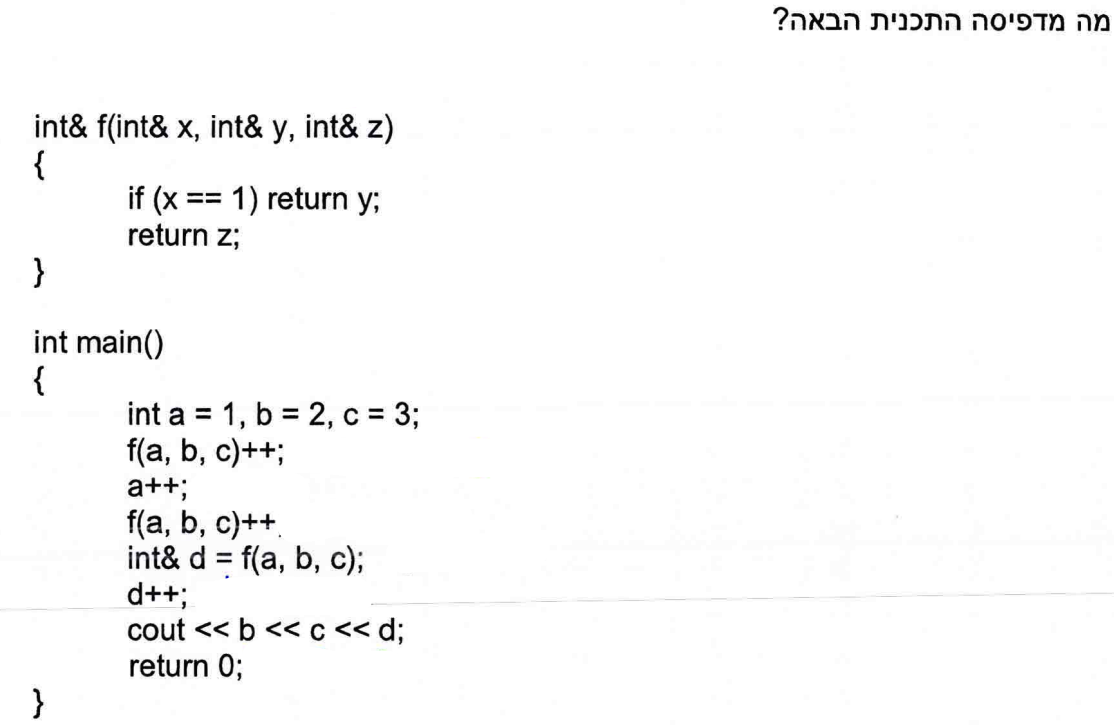 מה מדפיסה התכנית הבאה?
int& f(int& x, int& y, int& z)
{
if (x == 1) return y;
return z;
}
int main()
{
int a = 1, b = 2, c = 3;
f(a, b, c)++;
a++;
f(a, b, c)++
int& d = f(a, b, c);
d++;
cout << b << c << d;
return 0;
}